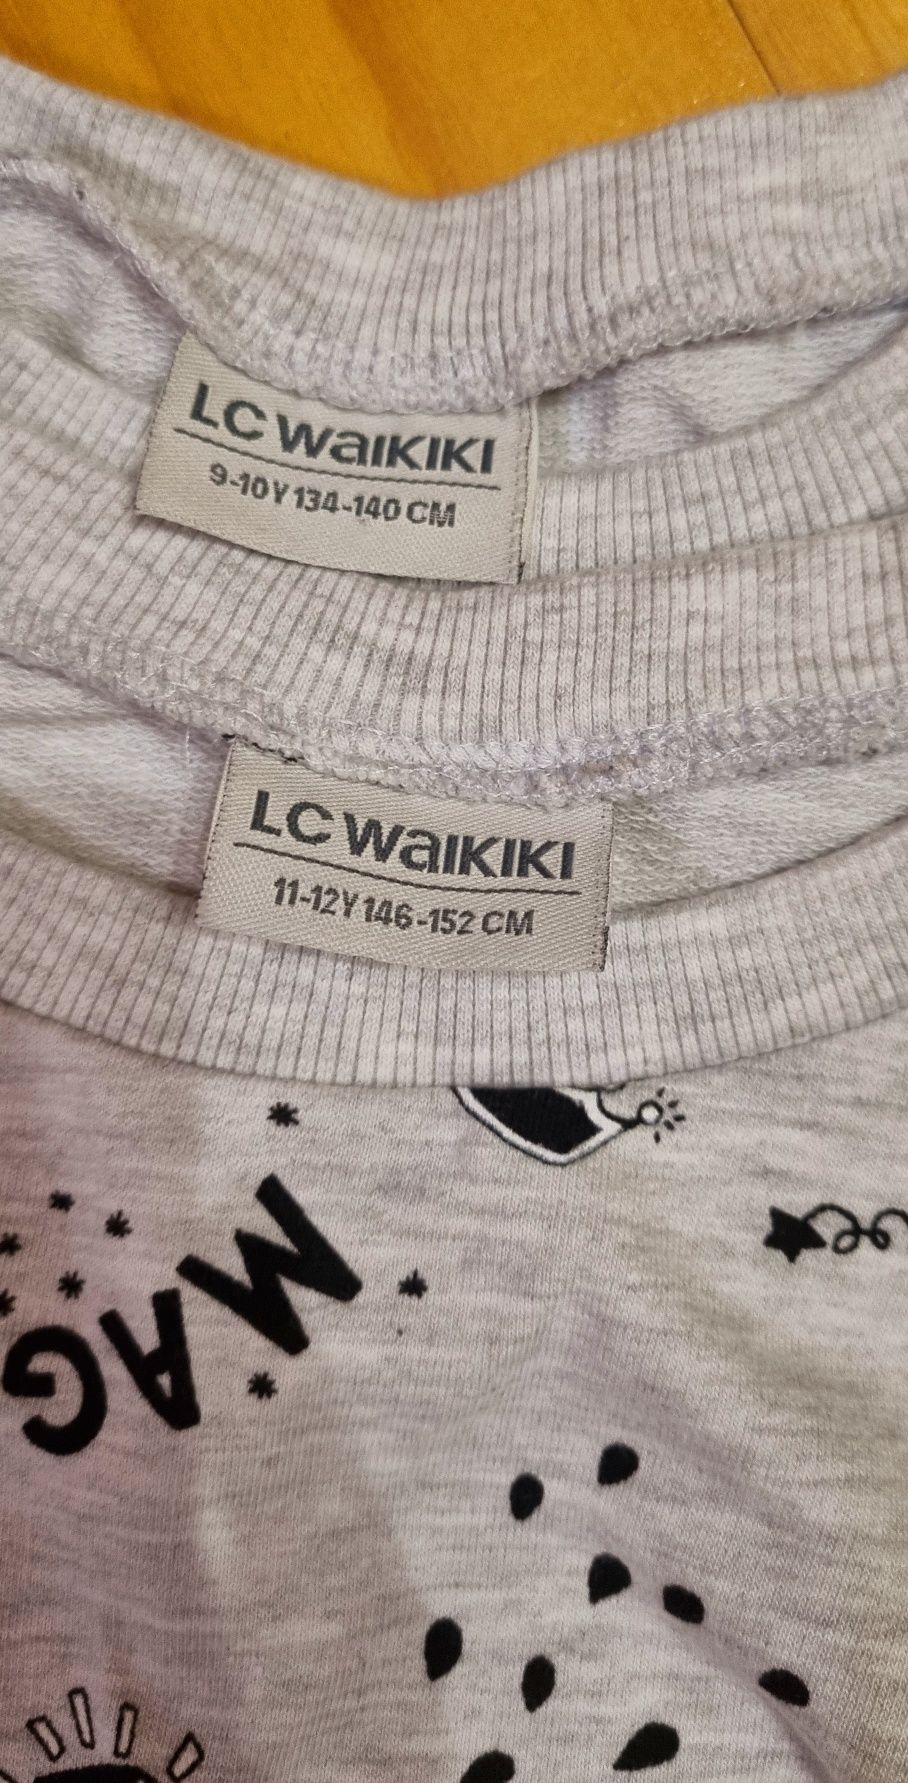 LC WaIKIKI
9-10Y 134-140 CM
LC WaIKIKI
11-12Y 146-152 CM
MAG